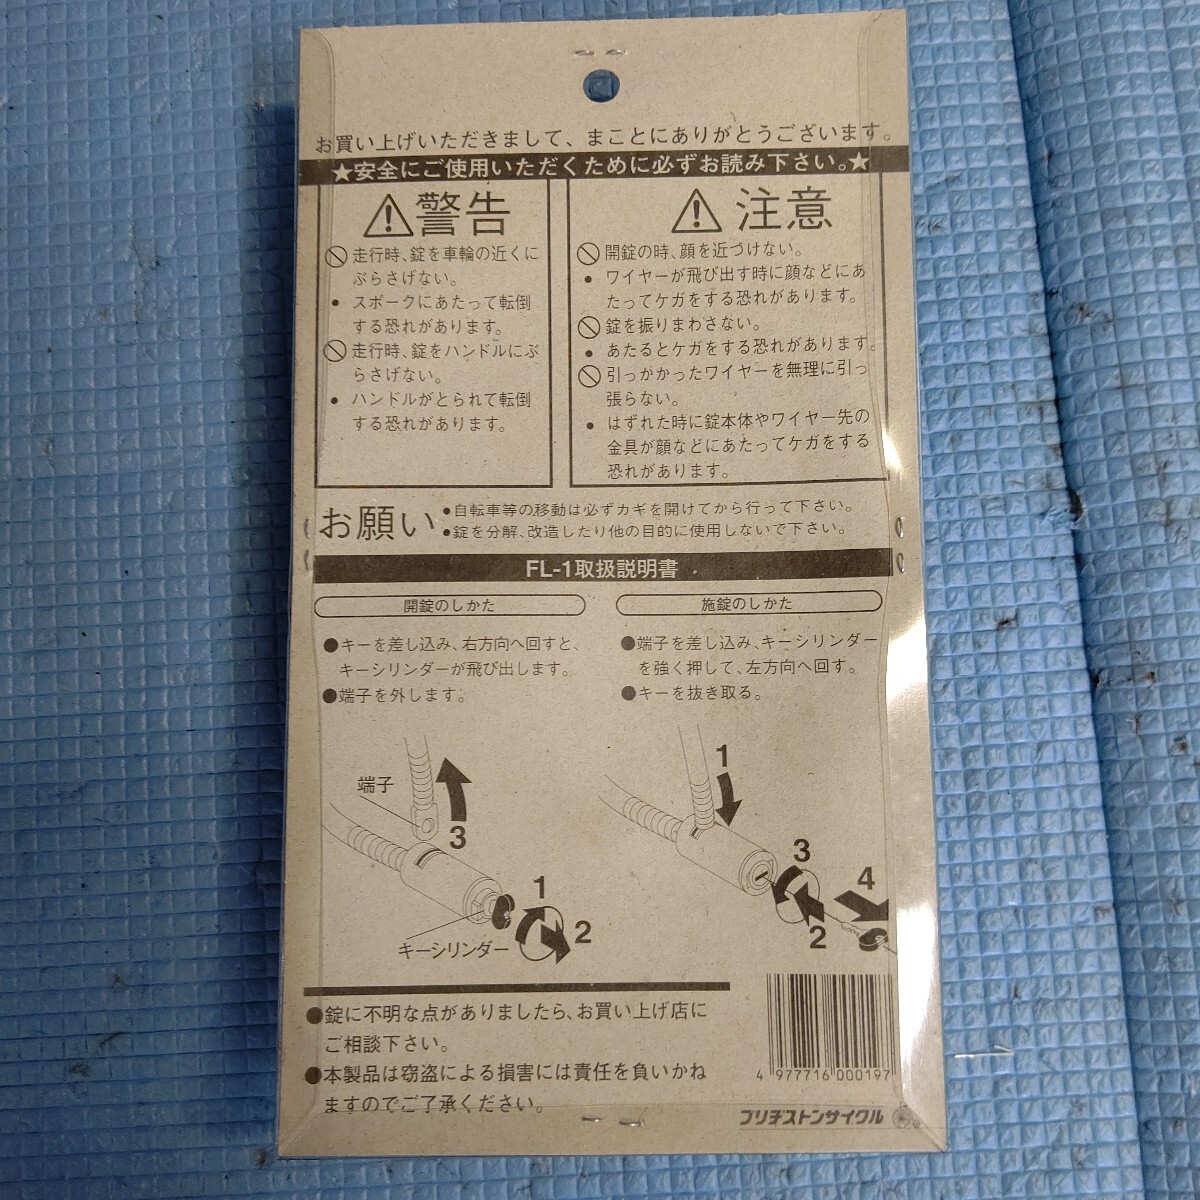 お買い上げいただきまして、まことにありがとうございます。
★安全にご使用いただくために必ずお読み下さい。★
警告
走行時、錠を車輪の近くに
ぶらさげない。
• スポークにあたって転倒
する恐れがあります。
走行時、錠をハンドルにぶ
らさげない。
• ハンドルがとられて転倒
する恐れがあります。
注意
開錠の時、顔を近づけない。
• ワイヤーが飛び出す時に顔などにあ
たってケガをする恐れがあります。
錠を振りまわさない。
• あたるとケガをする恐れがあります。
引っかかったワイヤーを無理に引っ
張らない。
• はずれた時に錠本体やワイヤー先の
金具が顔などにあたってケガをする
恐れがあります。
お願い
•自転車等の移動は必ずカギを開けてから行って下さい。
•錠を分解、改造したり他の目的に使用しないで下さい。
FL-1取扱説明書
開錠のしかた
●キーを差し込み、右方向へ回すと、
キーシリンダーが飛び出します。
●端子を外します。
端子
3
1
2
キーシリンダー
施錠のしかた
●端子を差し込み、キーシリンダー
を強く押して、左方向へ回す。
●キーを抜き取る。
1
3
4
2
●錠に不明な点がありましたら、お買い上げ店に
ご相談下さい。
●本製品は窃盗による損害には責任を負いかね
ますのでご了承ください。
4 977716 000197
ブリヂストンサイクル